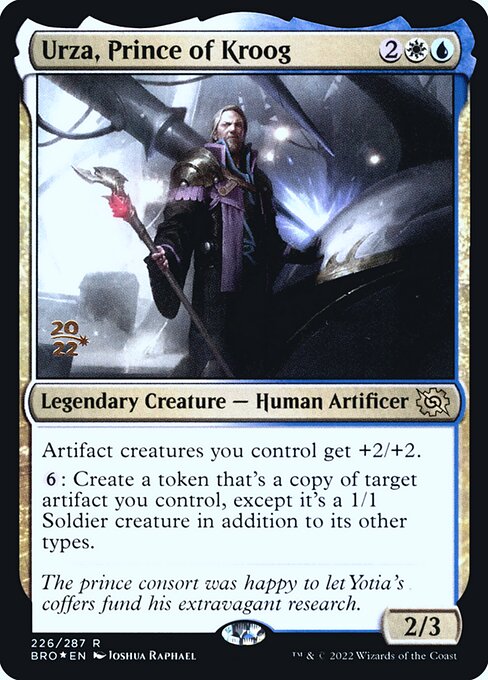 Urza, Prince of Kroog 2
20
22
Legendary Creature — Human Artificer
Artifact creatures you control get +2/+2.
6: Create a token that's a copy of target
artifact you control, except it's a 1/1
Soldier creature in addition to its other
types.
The prince consort was happy to let Yotia's
coffers fund his extravagant research.
2/3
226/287 R
BRO★EN Joshua Raphael
™ & © 2022 Wizards of the Coast